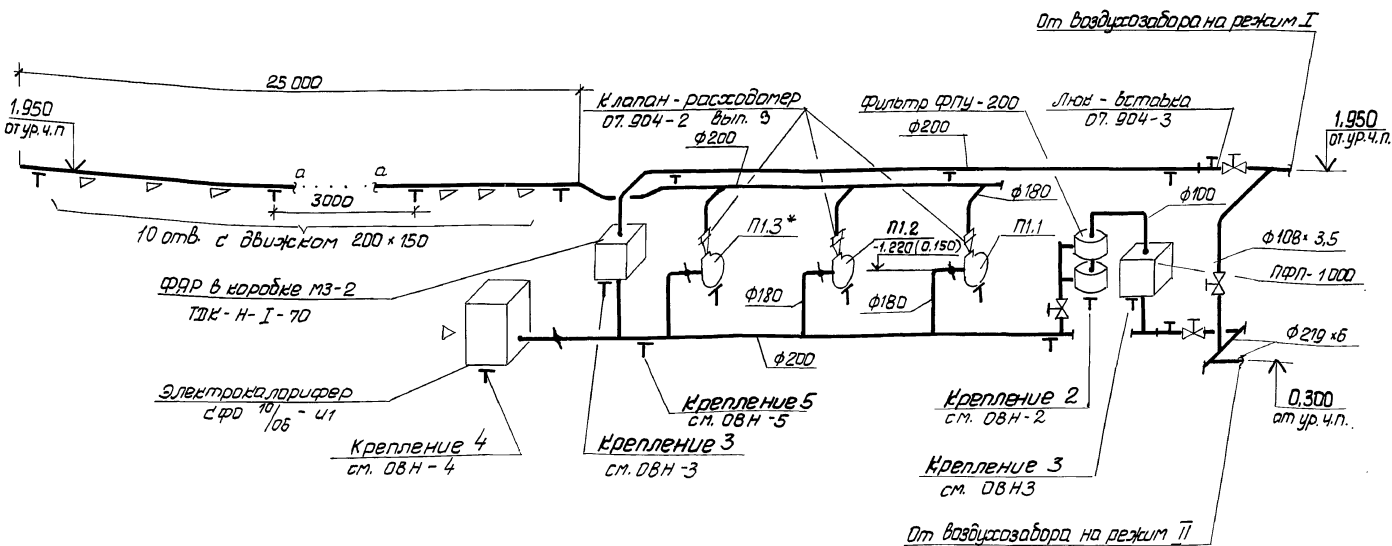 От воздухозабора на режим I
25 000
1.950
от ур.ч.п
Клапан-расходомер
07.904-2 вып. 9
ф200
Фильтр ФПУ-200
ф200
Люк-вставка
07.904-3
1.950
от.ур.ч.п.
а
а
3000
10 отв. с движком 200×150
ф180
ф100
П1.3*
П1.2
-1.220(0.150)
П1.1
ф108×3,5
ПФП-1000
ФЯР в коробке МЗ-2
ТДК-Н-I-70
ф180
ф180
ф200
ф219×6
Электрокалорифер
СФО 10/06-И1
Крепление 5
см. ОВН-5
Крепление 2
см. ОВН-2
0,300
от ур.ч.п.
Крепление 4
см. ОВН-4
Крепление 3
см. ОВН-3
Крепление 3
см. ОВН3
От воздухозабора на режим II